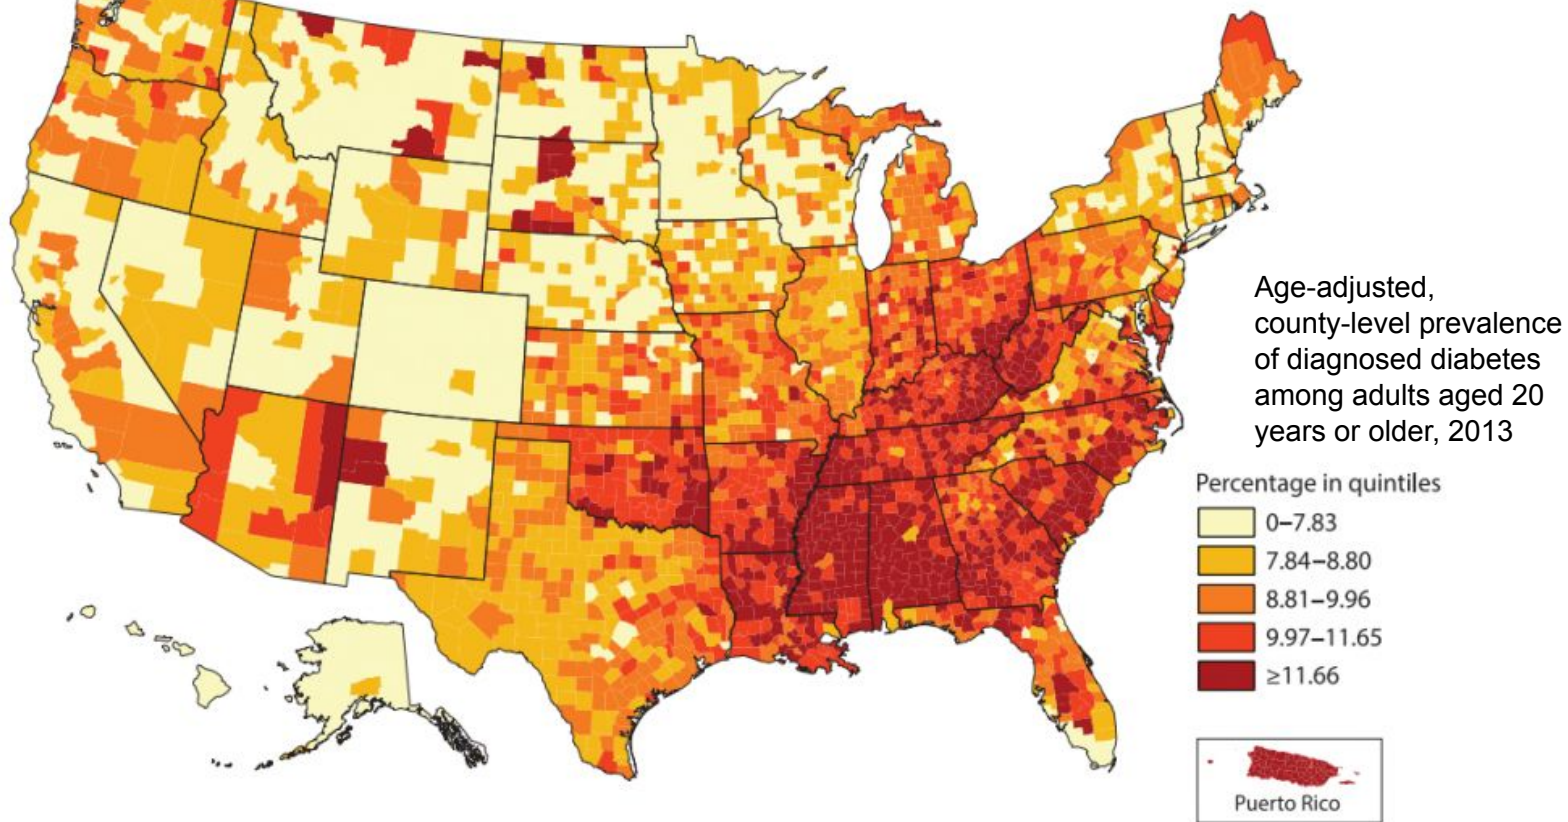 Age-adjusted,
county-level prevalence
of diagnosed diabetes
among adults aged 20
years or older, 2013
Percentage in quintiles
0–7.83
7.84–8.80
8.81–9.96
9.97–11.65
≥11.66
Puerto Rico